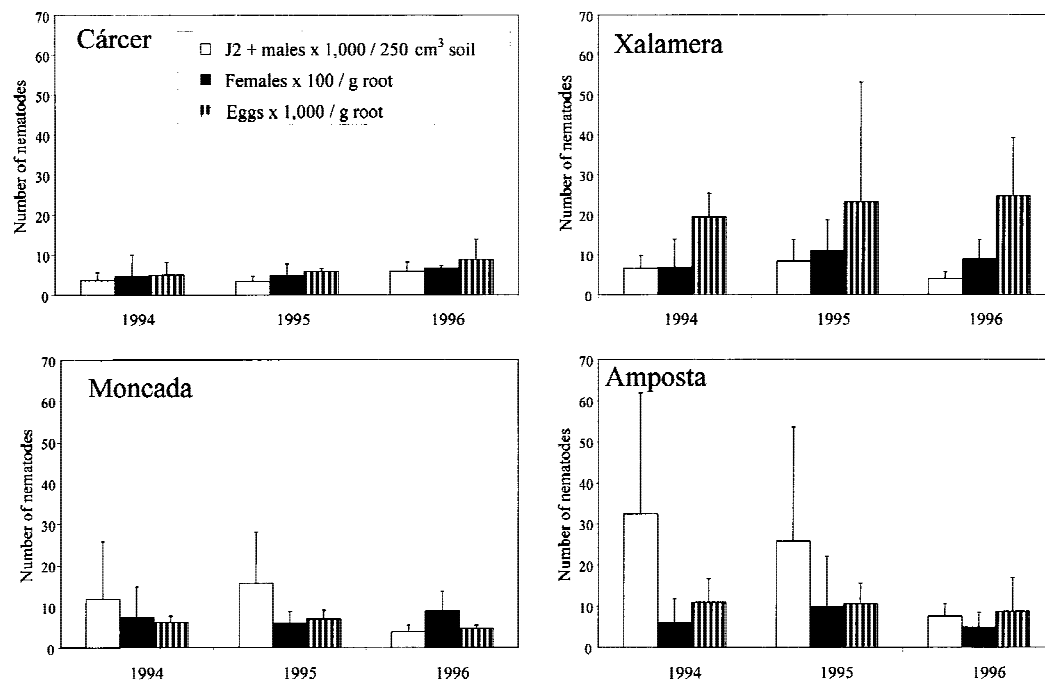 Cárcer
J2 + males x 1,000 / 250 cm³ soil
Females x 100 / g root
Eggs x 1,000 / g root
Number of nematodes
70
60
50
40
30
20
10
0
1994 1995 1996
Xalamera
Number of nematodes
70
60
50
40
30
20
10
0
1994 1995 1996
Moncada
Number of nematodes
70
60
50
40
30
20
10
0
1994 1995 1996
Amposta
Number of nematodes
70
60
50
40
30
20
10
0
1994 1995 1996